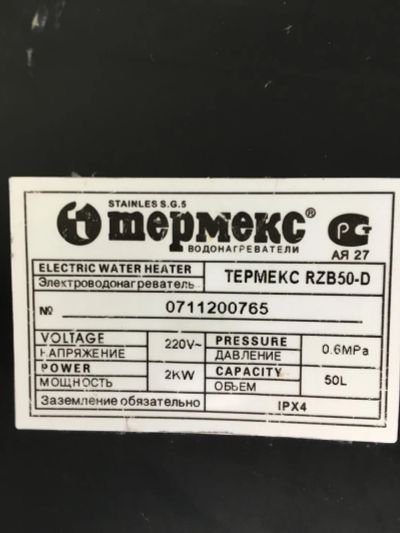 STAINLES S.G.5
термекс®
ВОДОНАГРЕВАТЕЛИ
РСТ
АЯ 27
ELECTRIC WATER HEATER
Электроводонагреватель
ТЕРМЕКС RZB50-D
№ 0711200765
VOLTAGE
НАПРЯЖЕНИЕ
220V~
PRESSURE
ДАВЛЕНИЕ
0.6MPa
POWER
МОЩНОСТЬ
2KW
CAPACITY
ОБЪЕМ
50L
Заземление обязательно
IPX4